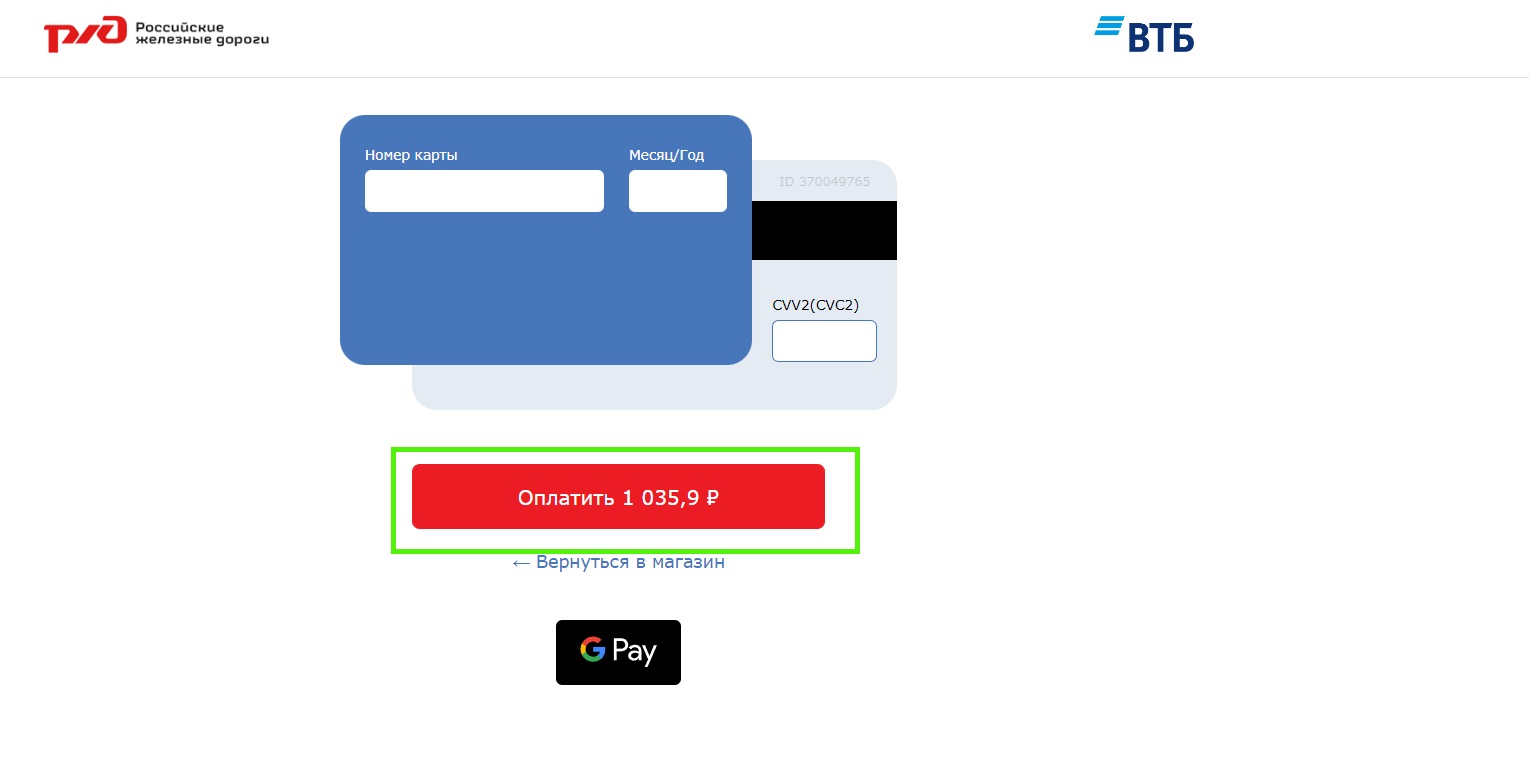 РЖД Российские
железные дороги
ВТБ
Номер карты
Месяц/Год
ID 370049765
CVV2(CVC2)
Оплатить 1 035,9 ₽
← Вернуться в магазин
G Pay